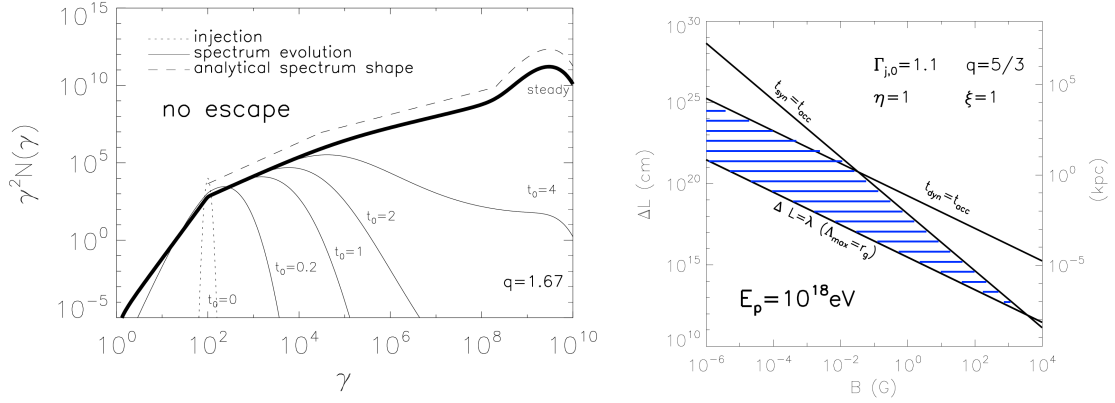 10^15
10^10
10^5
10^0
10^-5
γ^2N(γ)
injection
spectrum evolution
analytical spectrum shape
no escape
steady
t_0=4
t_0=2
t_0=1
t_0=0.2
t_0=0
q=1.67
10^0 10^2 10^4 10^6 10^8 10^10
γ
10^30
10^25
10^20
10^15
10^10
ΔL (cm)
Γ_j,0=1.1 q=5/3
η=1 ξ=1
t_syn=t_acc
t_dyn=t_acc
Δ L=λ (Λ_max=r_g)
E_p=10^18eV
10^5
10^0
10^-5
(kpc)
10^-6 10^-4 10^-2 10^0 10^2 10^4
B (G)